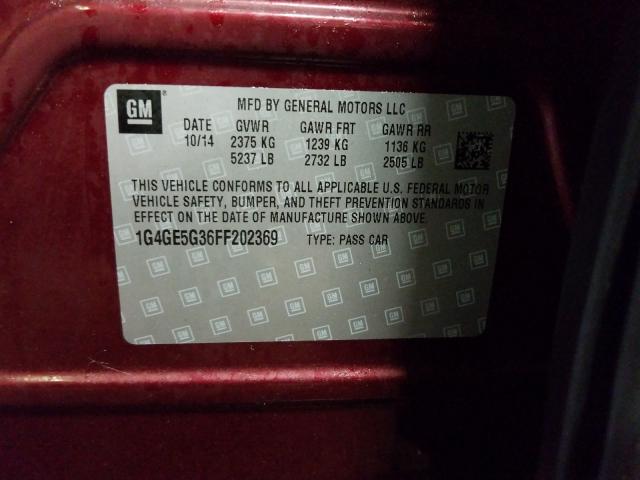 GM ®
MFD BY GENERAL MOTORS LLC
DATE GVWR GAWR FRT GAWR RR
10/14 2375 KG 1239 KG 1136 KG
5237 LB 2732 LB 2505 LB
THIS VEHICLE CONFORMS TO ALL APPLICABLE U.S. FEDERAL MOTOR
VEHICLE SAFETY, BUMPER, AND THEFT PREVENTION STANDARDS IN
EFFECT ON THE DATE OF MANUFACTURE SHOWN ABOVE.
1G4GE5G36FF202369 TYPE: PASS CAR